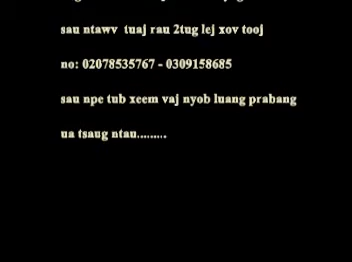 sau ntawv tuaj rau 2tug lej xov tooj
no: 02078535767 - 0309158685
sau npe tub xeem vaj nyob luang prabang
ua tsaug ntau.........